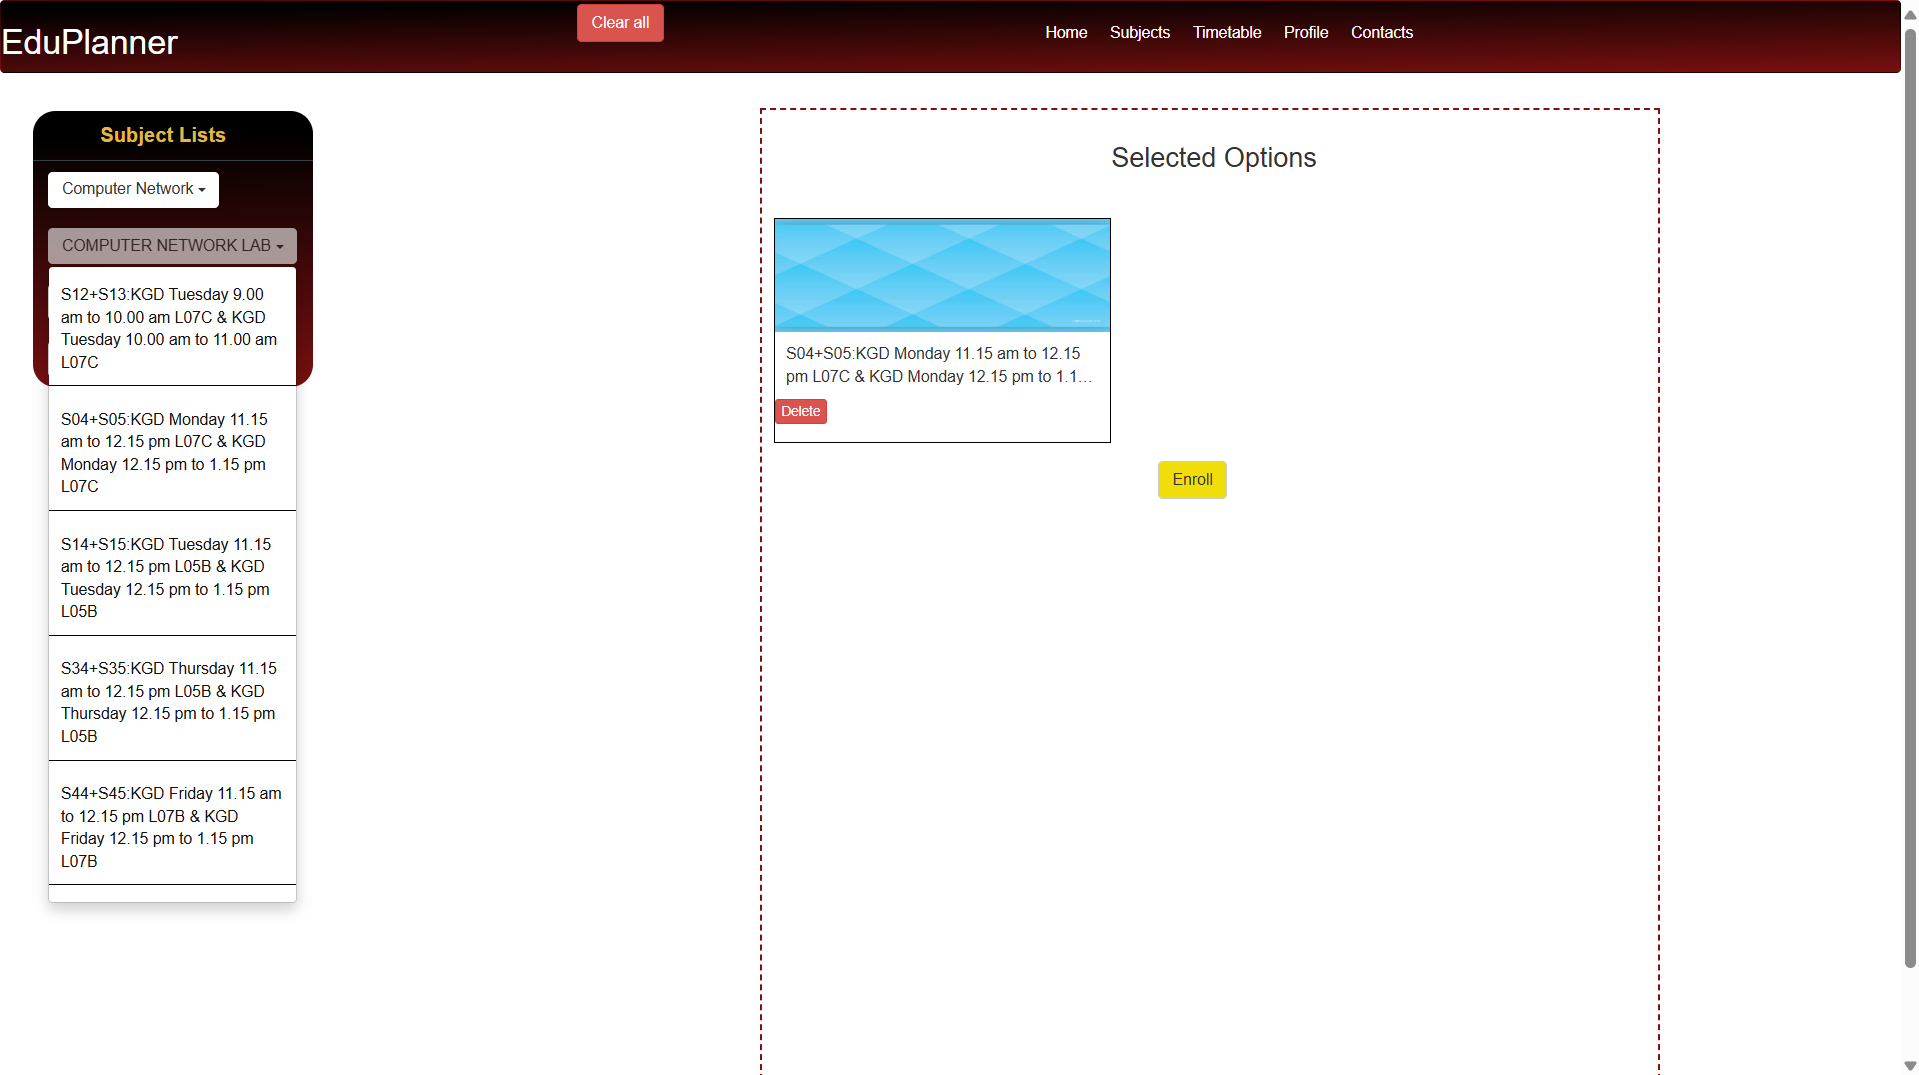 EduPlanner
Clear all
Home Subjects Timetable Profile Contacts
Subject Lists
Computer Network
COMPUTER NETWORK LAB
S12+S13:KGD Tuesday 9.00
am to 10.00 am L07C & KGD
Tuesday 10.00 am to 11.00 am
L07C
S04+S05:KGD Monday 11.15
am to 12.15 pm L07C & KGD
Monday 12.15 pm to 1.15 pm
L07C
S14+S15:KGD Tuesday 11.15
am to 12.15 pm L05B & KGD
Tuesday 12.15 pm to 1.15 pm
L05B
S34+S35:KGD Thursday 11.15
am to 12.15 pm L05B & KGD
Thursday 12.15 pm to 1.15 pm
L05B
S44+S45:KGD Friday 11.15 am
to 12.15 pm L07B & KGD
Friday 12.15 pm to 1.15 pm
L07B
Selected Options
S04+S05:KGD Monday 11.15 am to 12.15
pm L07C & KGD Monday 12.15 pm to 1.1...
Delete
Enroll